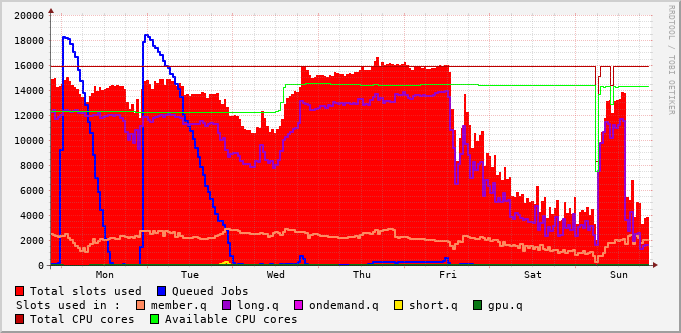 20000
18000
16000
14000
12000
10000
8000
6000
4000
2000
0
Mon Tue Wed Thu Fri Sat Sun
RRDTOOL / TOBI OETIKER
Total slots used Queued Jobs
Slots used in : member.q long.q ondemand.q short.q gpu.q
Total CPU cores Available CPU cores